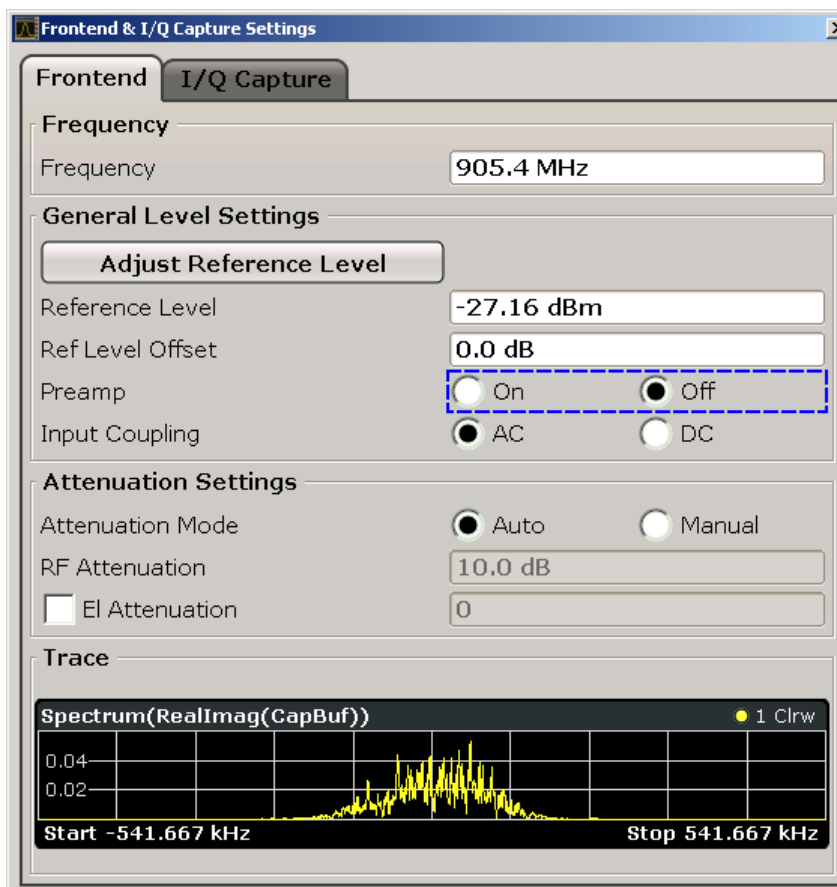 Frontend & I/Q Capture Settings
Frontend I/Q Capture
Frequency
Frequency 905.4 MHz
General Level Settings
Adjust Reference Level
Reference Level -27.16 dBm
Ref Level Offset 0.0 dB
Preamp On Off
Input Coupling AC DC
Attenuation Settings
Attenuation Mode Auto Manual
RF Attenuation 10.0 dB
El Attenuation 0
Trace
Spectrum(RealImag(CapBuf)) 1 Clrw
0.04
0.02
Start -541.667 kHz Stop 541.667 kHz